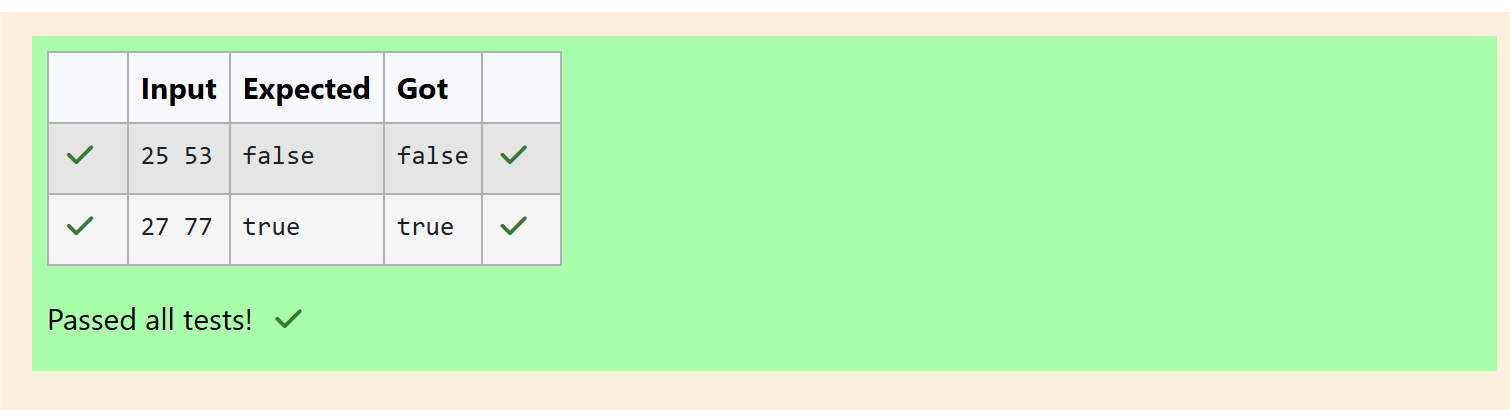 Input Expected Got
25 53 false false
27 77 true true
Passed all tests!